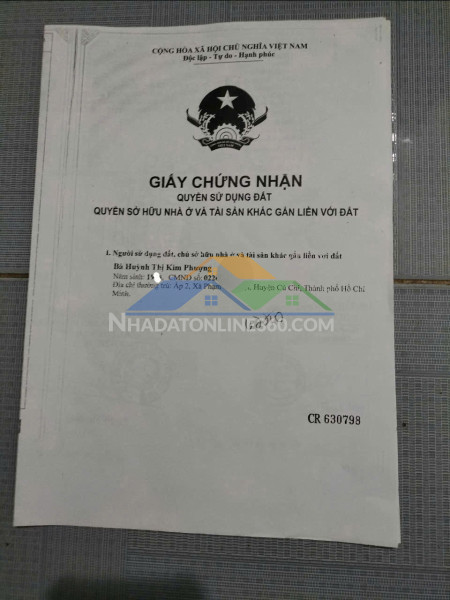 CỘNG HÒA XÃ HỘI CHỦ NGHĨA VIỆT NAM
Độc lập - Tự do - Hạnh phúc
GIẤY CHỨNG NHẬN
QUYỀN SỬ DỤNG ĐẤT
QUYỀN SỞ HỮU NHÀ Ở VÀ TÀI SẢN KHÁC GẮN LIỀN VỚI ĐẤT
I. Người sử dụng đất, chủ sở hữu nhà ở và tài sản khác gắn liền với đất
Bà Huỳnh Thị Kim Phượng
Năm sinh: CMND số
Địa chỉ thường trú: Ấp 2, Xã Phạm Huyện Củ Chi, Thành phố Hồ Chí
Minh.
NHADATONLINE360.COM
CR 630798